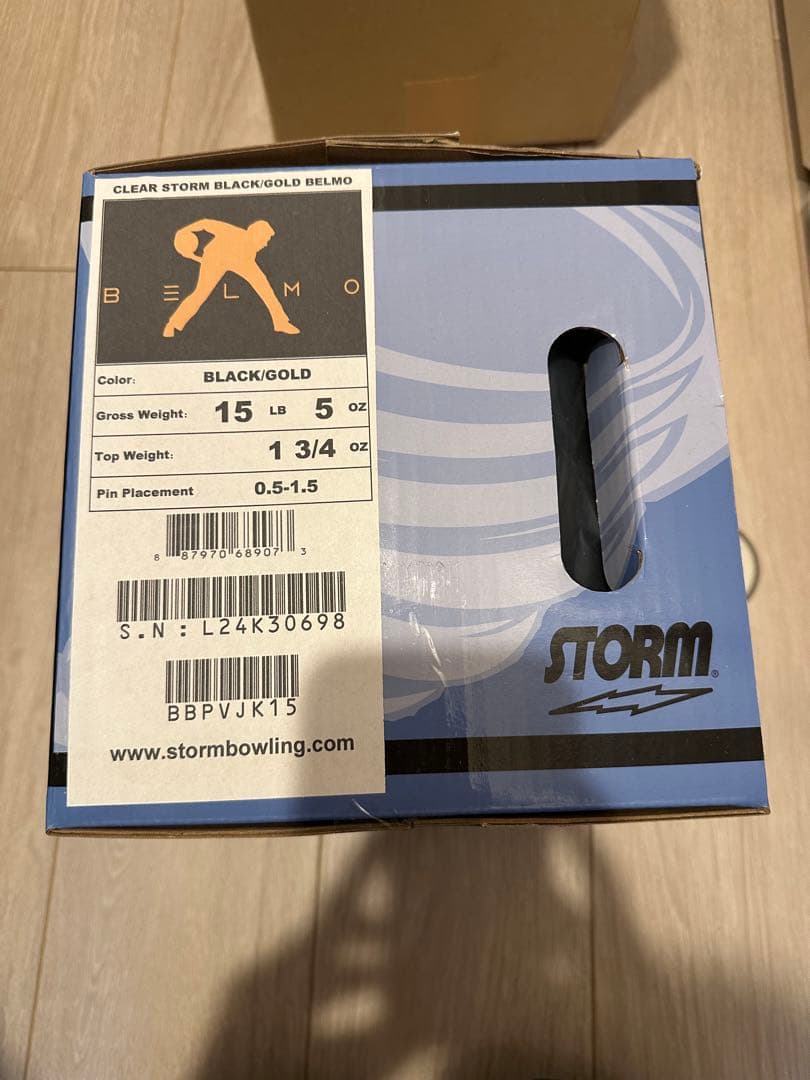 CLEAR STORM BLACK/GOLD BELMO
BELMO
Color: BLACK/GOLD
Gross Weight: 15 LB 5 OZ
Top Weight: 1 3/4 OZ
Pin Placement 0.5-1.5
8 87970 68907 3
S.N : L24K30698
BBPVJK15
www.stormbowling.com
STORM®